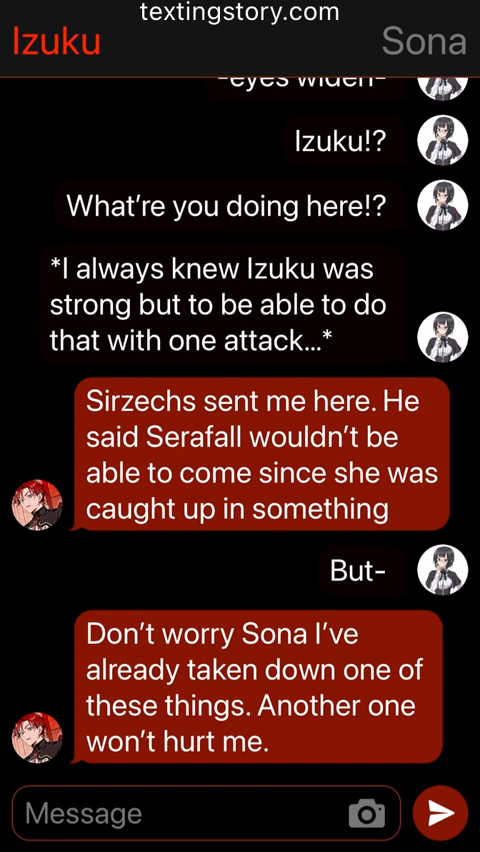 textingstory.com
Izuku
Sona
-eyes widen-
Izuku!?
What’re you doing here!?
*I always knew Izuku was
strong but to be able to do
that with one attack...*
Sirzechs sent me here. He
said Serafall wouldn’t be
able to come since she was
caught up in something
But-
Don’t worry Sona I’ve
already taken down one of
these things. Another one
won’t hurt me.
Message